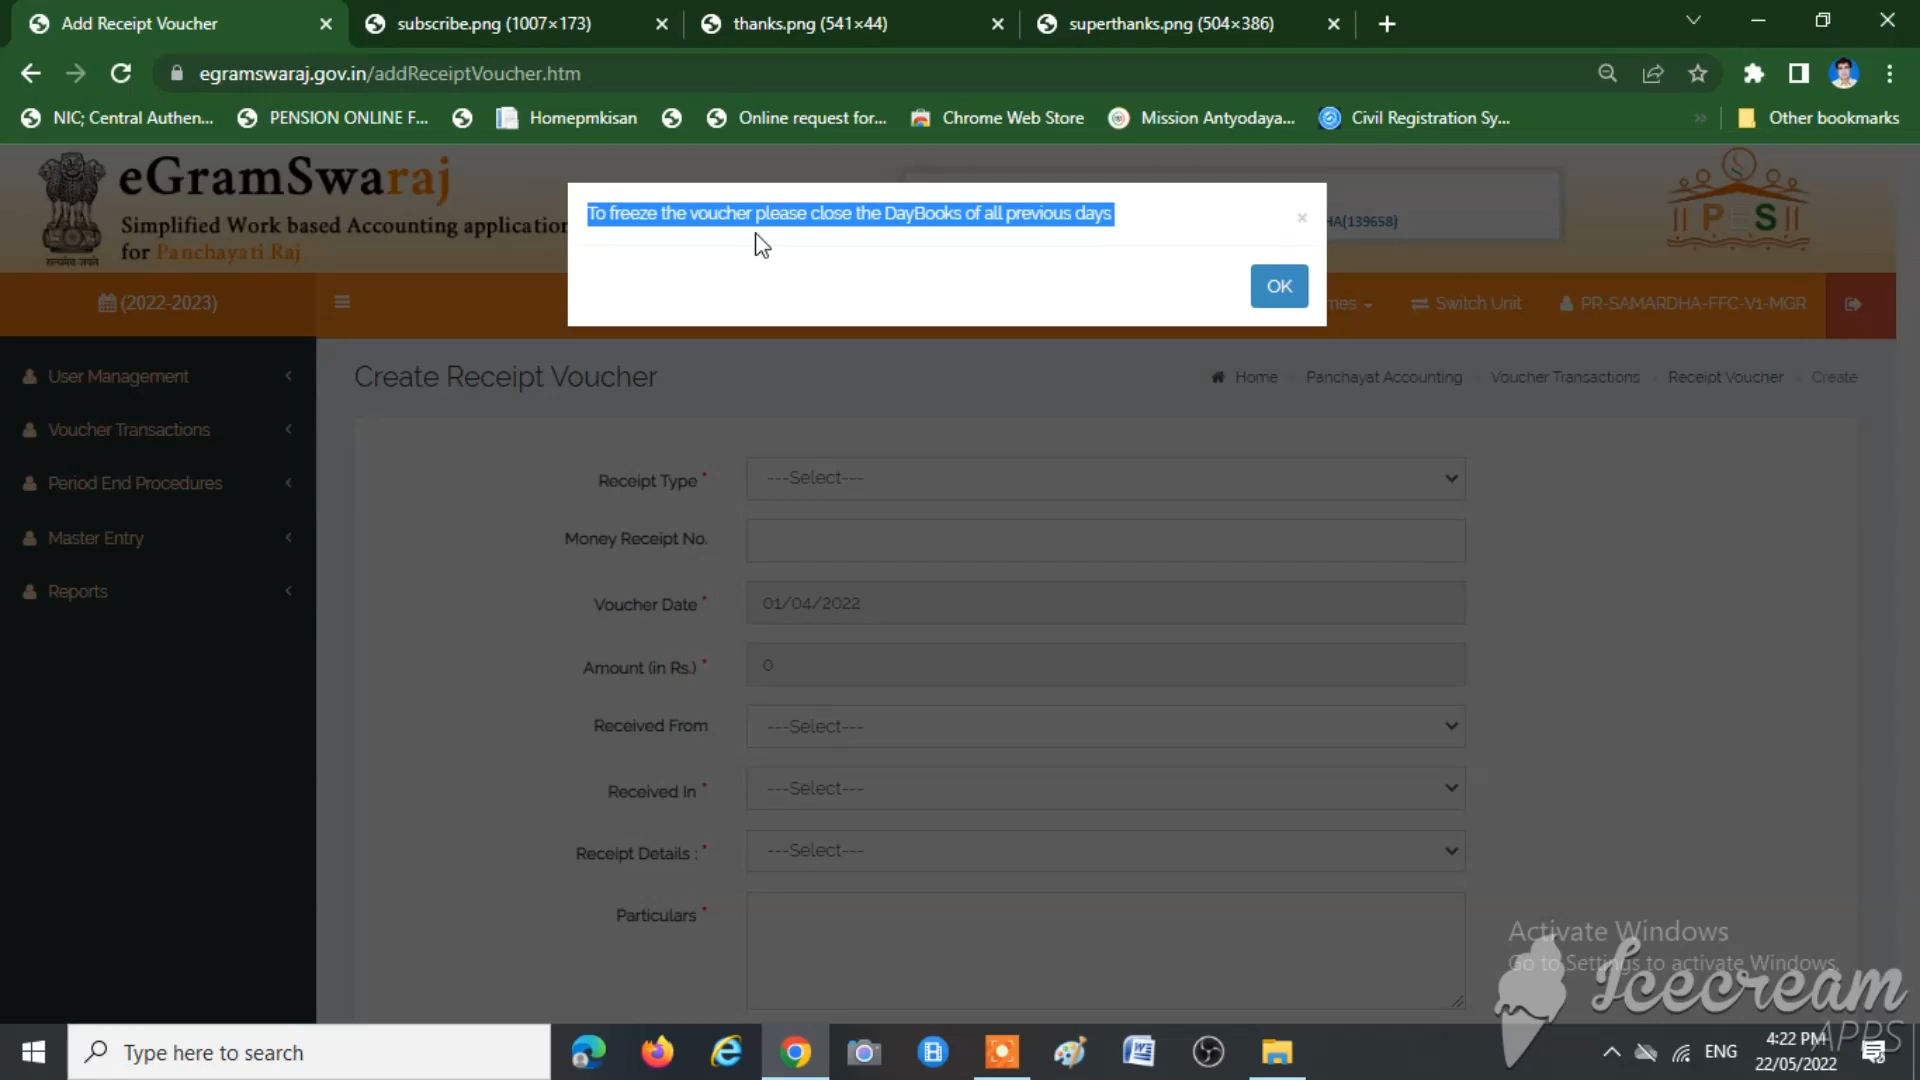 Add Receipt Voucher
subscribe.png (1007×173)
thanks.png (541×44)
superthanks.png (504×386)
egramswaraj.gov.in/addReceiptVoucher.htm
NIC; Central Authen...
PENSION ONLINE F...
Homepmkisan
Online request for...
Chrome Web Store
Mission Antyodaya...
Civil Registration Sy...
Other bookmarks
eGramSwaraj
Simplified Work based Accounting application
for Panchayati Raj
सत्यमेव जयते
To freeze the voucher please close the DayBooks of all previous days
×
OK
HA(139658)
PES
(2022-2023)
mes
Switch Unit
PR-SAMARDHA-FFC-V1-MGR
User Management
Voucher Transactions
Period End Procedures
Master Entry
Reports
Create Receipt Voucher
Home
Panchayat Accounting
Voucher Transactions
Receipt Voucher
Create
Receipt Type *
---Select---
Money Receipt No.
Voucher Date *
01/04/2022
Amount (in Rs.) *
0
Received From
---Select---
Received In *
---Select---
Receipt Details : *
---Select---
Particulars *
Activate Windows
Go to Settings to activate Windows.
Icecream
APPS
Type here to search
ENG
4:22 PM
22/05/2022